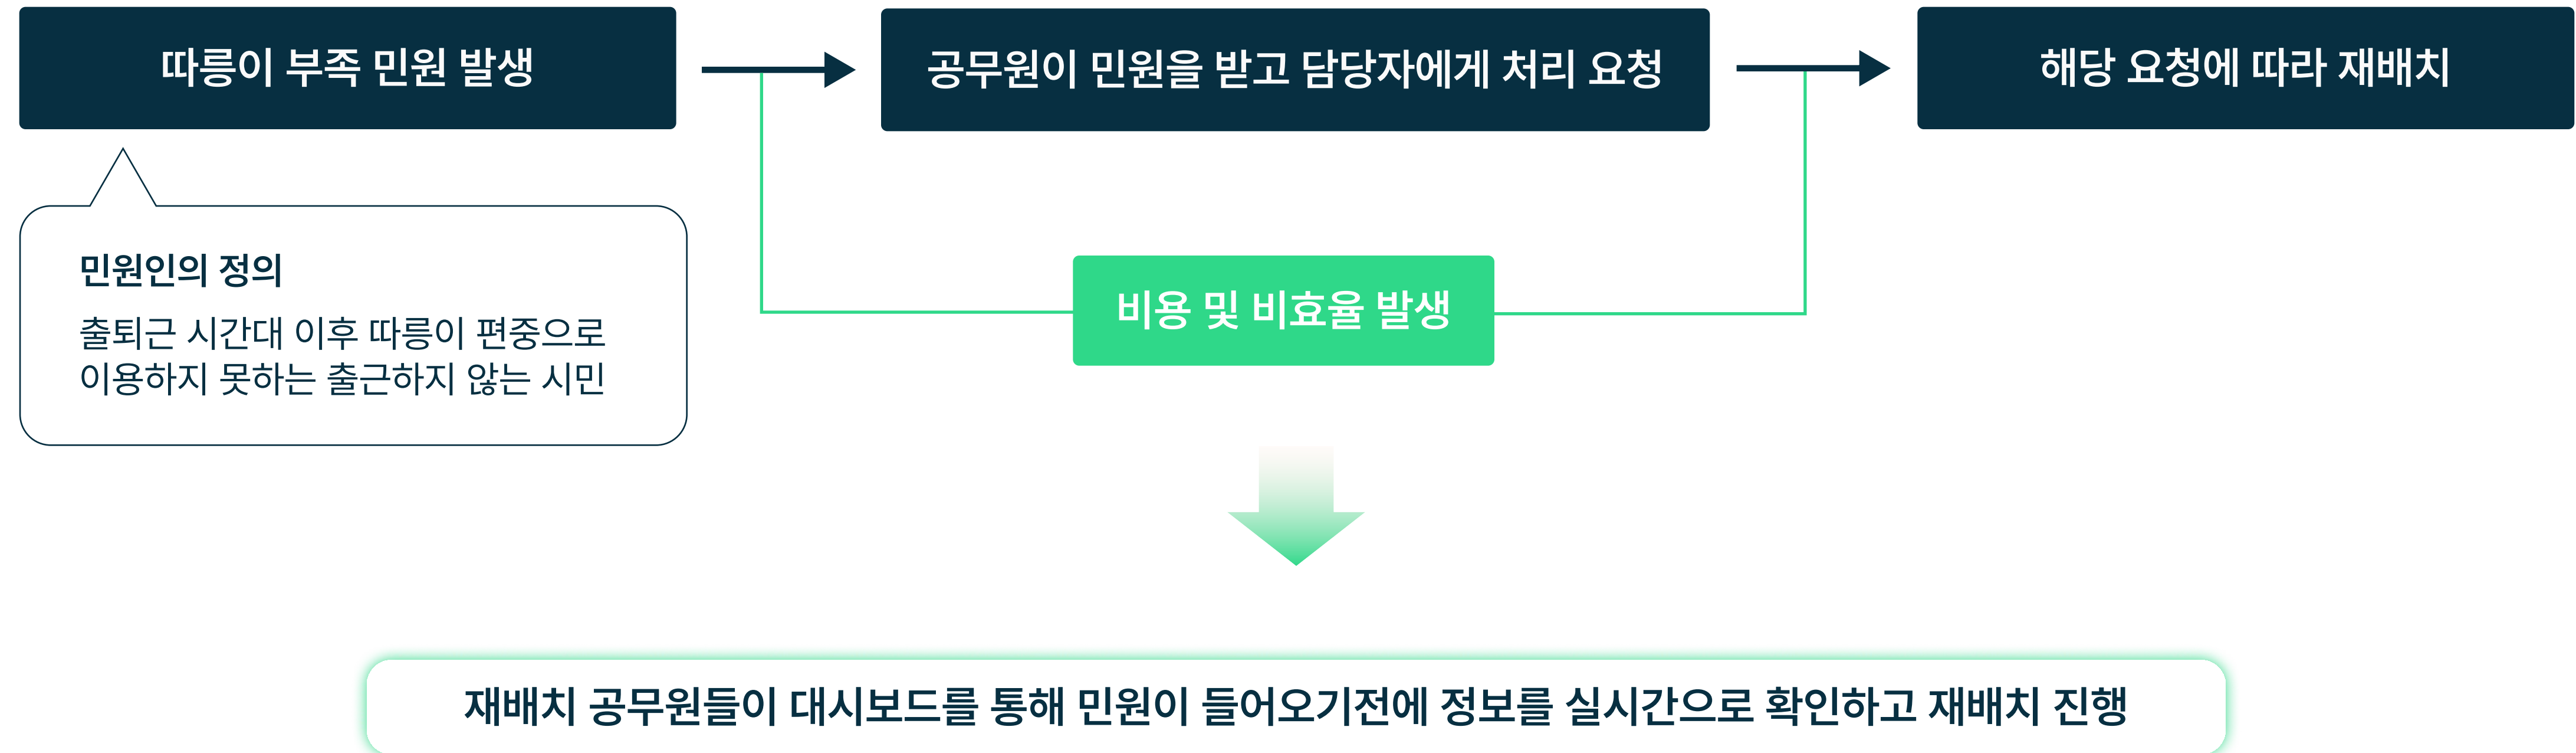 따릉이 부족 민원 발생
공무원이 민원을 받고 담당자에게 처리 요청
해당 요청에 따라 재배치
민원인의 정의
출퇴근 시간대 이후 따릉이 편중으로
이용하지 못하는 출근하지 않는 시민
비용 및 비효율 발생
재배치 공무원들이 대시보드를 통해 민원이 들어오기전에 정보를 실시간으로 확인하고 재배치 진행